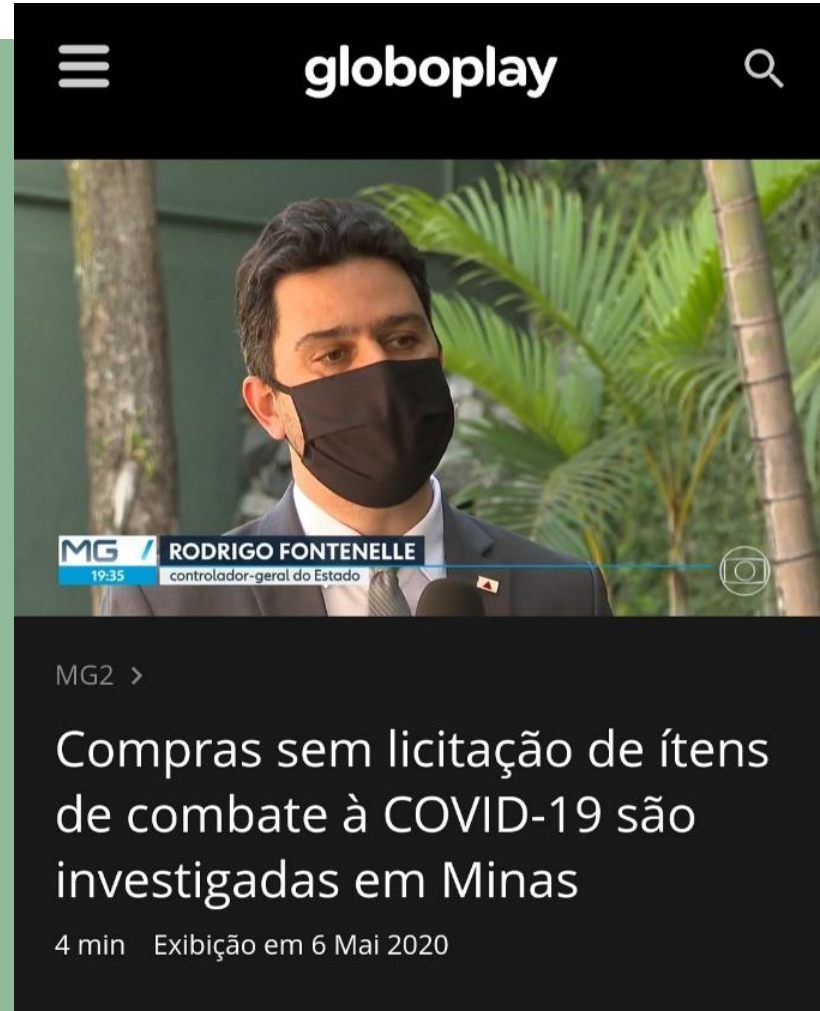 globoplay
MG / RODRIGO FONTENELLE
19:35 controlador-geral do Estado
MG2 >
Compras sem licitação de ítens
de combate à COVID-19 são
investigadas em Minas
4 min Exibição em 6 Mai 2020